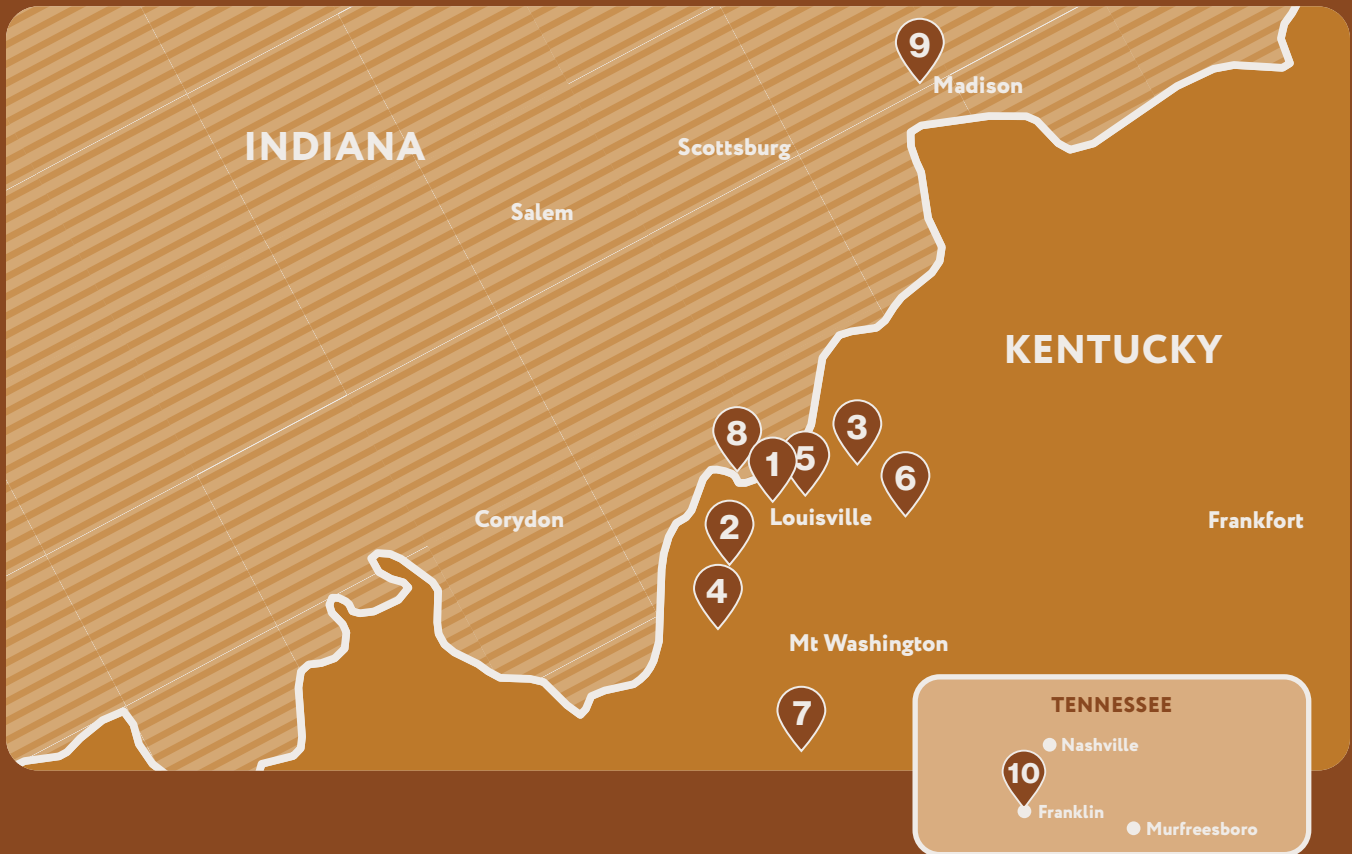 9
Madison
INDIANA
Scottsburg
Salem
KENTUCKY
8
3
1
5
6
Corydon
2
Louisville
Frankfort
4
Mt Washington
7
TENNESSEE
Nashville
10
Franklin
Murfreesboro